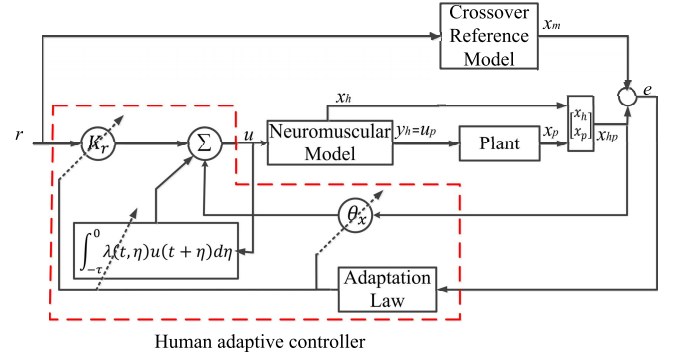 Crossover
Reference
Model
x_m
e
x_h
r
K_r
Σ
u
Neuromuscular
Model
y_h=u_p
Plant
x_p
[x_h
x_p]
x_hp
θ_x
∫_{-τ}^{0} λ(t, η)u(t + η)dη
Adaptation
Law
Human adaptive controller